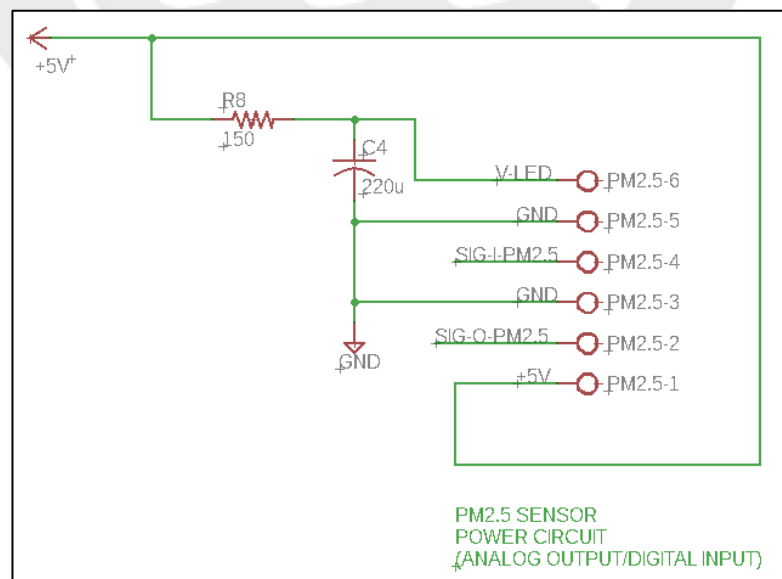 +5V
R8
150
C4
220u
V-LED
PM2.5-6
GND
PM2.5-5
SIG-I-PM2.5
PM2.5-4
GND
PM2.5-3
GND
SIG-O-PM2.5
PM2.5-2
+5V
PM2.5-1
PM2.5 SENSOR
POWER CIRCUIT
(ANALOG OUTPUT/DIGITAL INPUT)